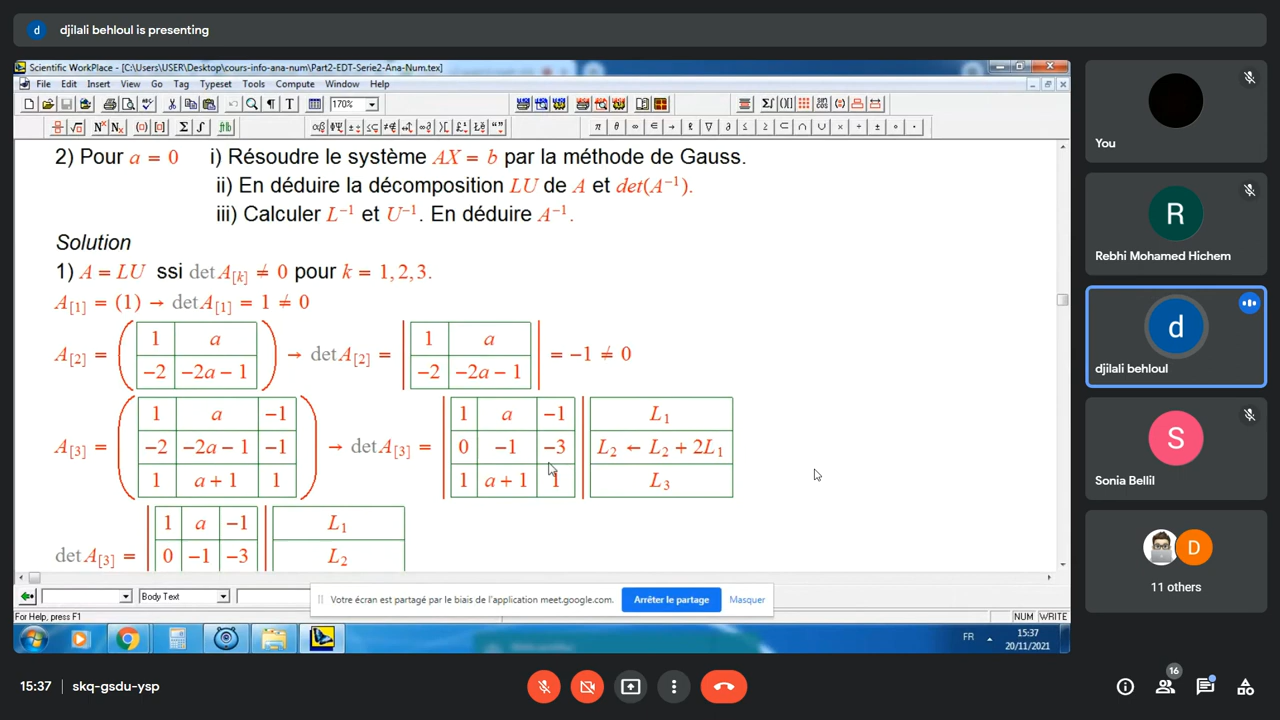 d djilali behloul is presenting
Scientific WorkPlace - [C:\Users\USER\Desktop\cours-info-ana-num\Part2-EDT-Serie2-Ana-Num.tex]
File Edit Insert View Go Tag Typeset Tools Compute Window Help
170%
2) Pour a = 0 i) Résoudre le système AX = b par la méthode de Gauss.
ii) En déduire la décomposition LU de A et det(A⁻¹).
iii) Calculer L⁻¹ et U⁻¹. En déduire A⁻¹.
Solution
1) A = LU ssi det A[k] ≠ 0 pour k = 1, 2, 3.
A[1] = (1) → det A[1] = 1 ≠ 0
1 a 1 a
A[2] = → det A[2] = = −1 ≠ 0
−2 −2a − 1 −2 −2a − 1
1 a −1 1 a −1 L₁
A[3] = −2 −2a − 1 −1 → det A[3] = 0 −1 −3 L₂ ← L₂ + 2L₁
1 a + 1 1 1 a + 1 1 L₃
1 a −1 L₁
det A[3] = 0 −1 −3 L₂
Votre écran est partagé par le biais de l'application meet.google.com. Arrêter le partage Masquer
Body Text
For Help, press F1 NUM WRITE
FR 15:37
20/11/2021
15:37 skq-gsdu-ysp
16
You
R
Rebhi Mohamed Hichem
d
djilali behloul
S
Sonia Bellil
D
11 others